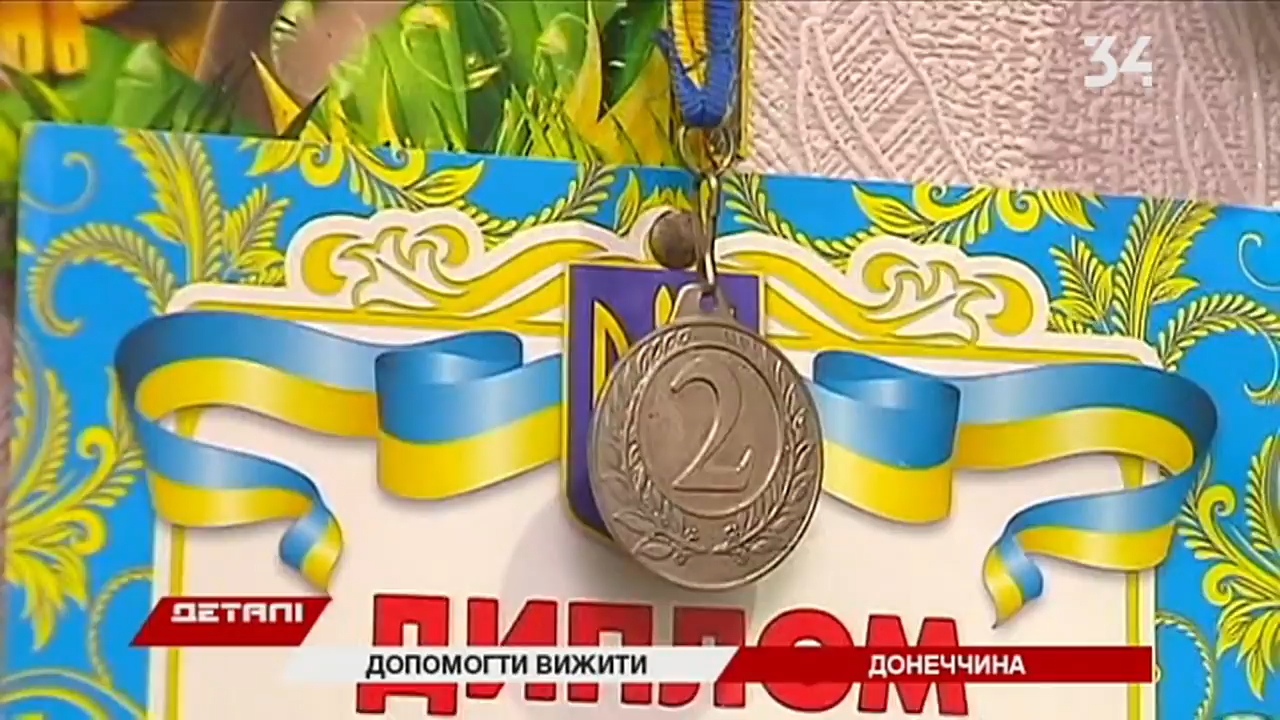 34
2
ДИПЛОМ
ДЕТАЛІ
ДОПОМОГТИ ВИЖИТИ
ДОНЕЧЧИНА